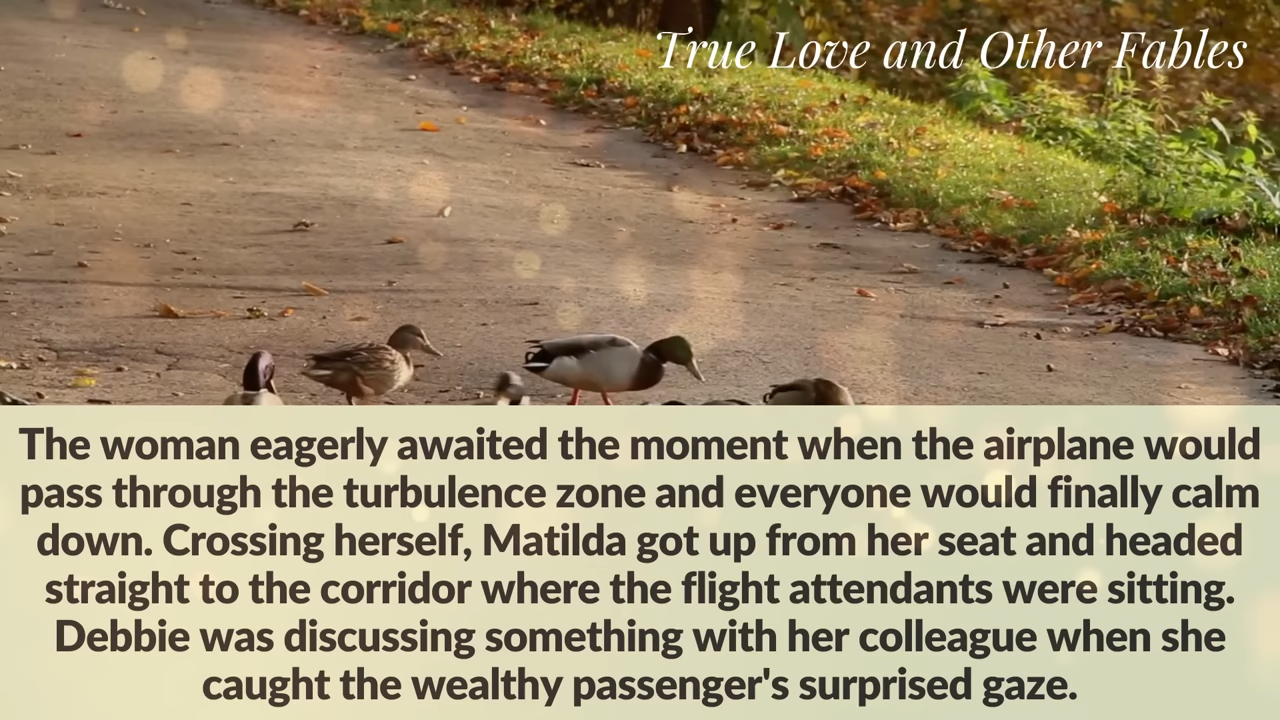 True Love and Other Fables
The woman eagerly awaited the moment when the airplane would
pass through the turbulence zone and everyone would finally calm
down. Crossing herself, Matilda got up from her seat and headed
straight to the corridor where the flight attendants were sitting.
Debbie was discussing something with her colleague when she
caught the wealthy passenger's surprised gaze.